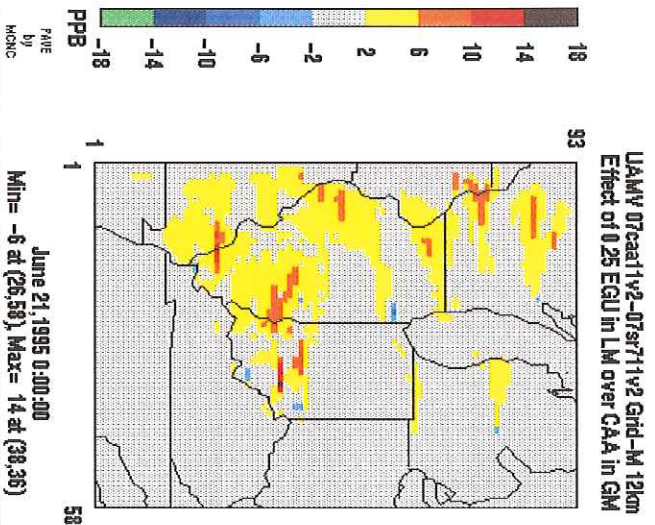 UAMV 07caa11v2-07sr711v2 Grid-M 12km
Effect of 0.25 EGU in LM over CAA in GM
18
14
10
6
2
-2
-6
-10
-14
-18
PPB
PAVE
by
MCNC
93
1
1
58
June 21,1995 0:00:00
Min= -6 at (26,58), Max= 14 at (38,36)